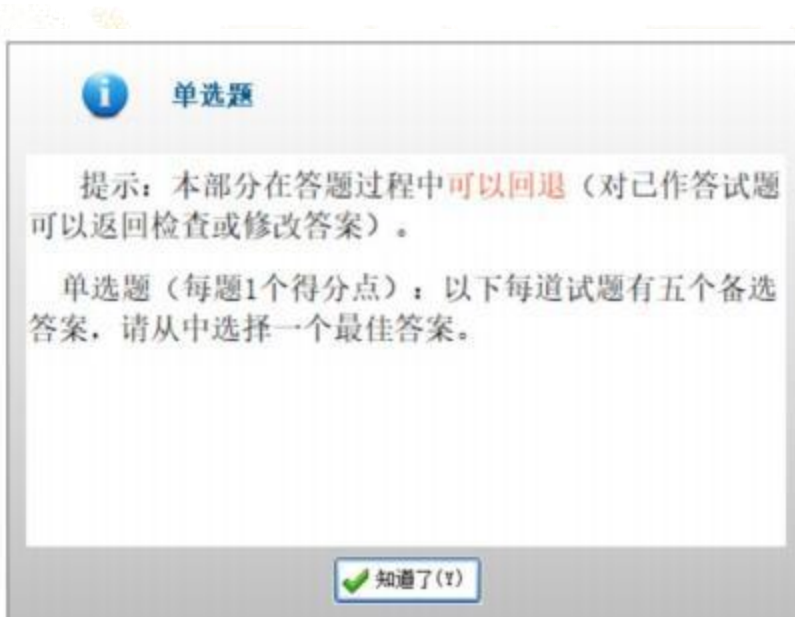 单选题
提示：本部分在答题过程中可以回退（对已作答试题
可以返回检查或修改答案）。
单选题（每题1个得分点）：以下每道试题有五个备选
答案，请从中选择一个最佳答案。
知道了(Y)